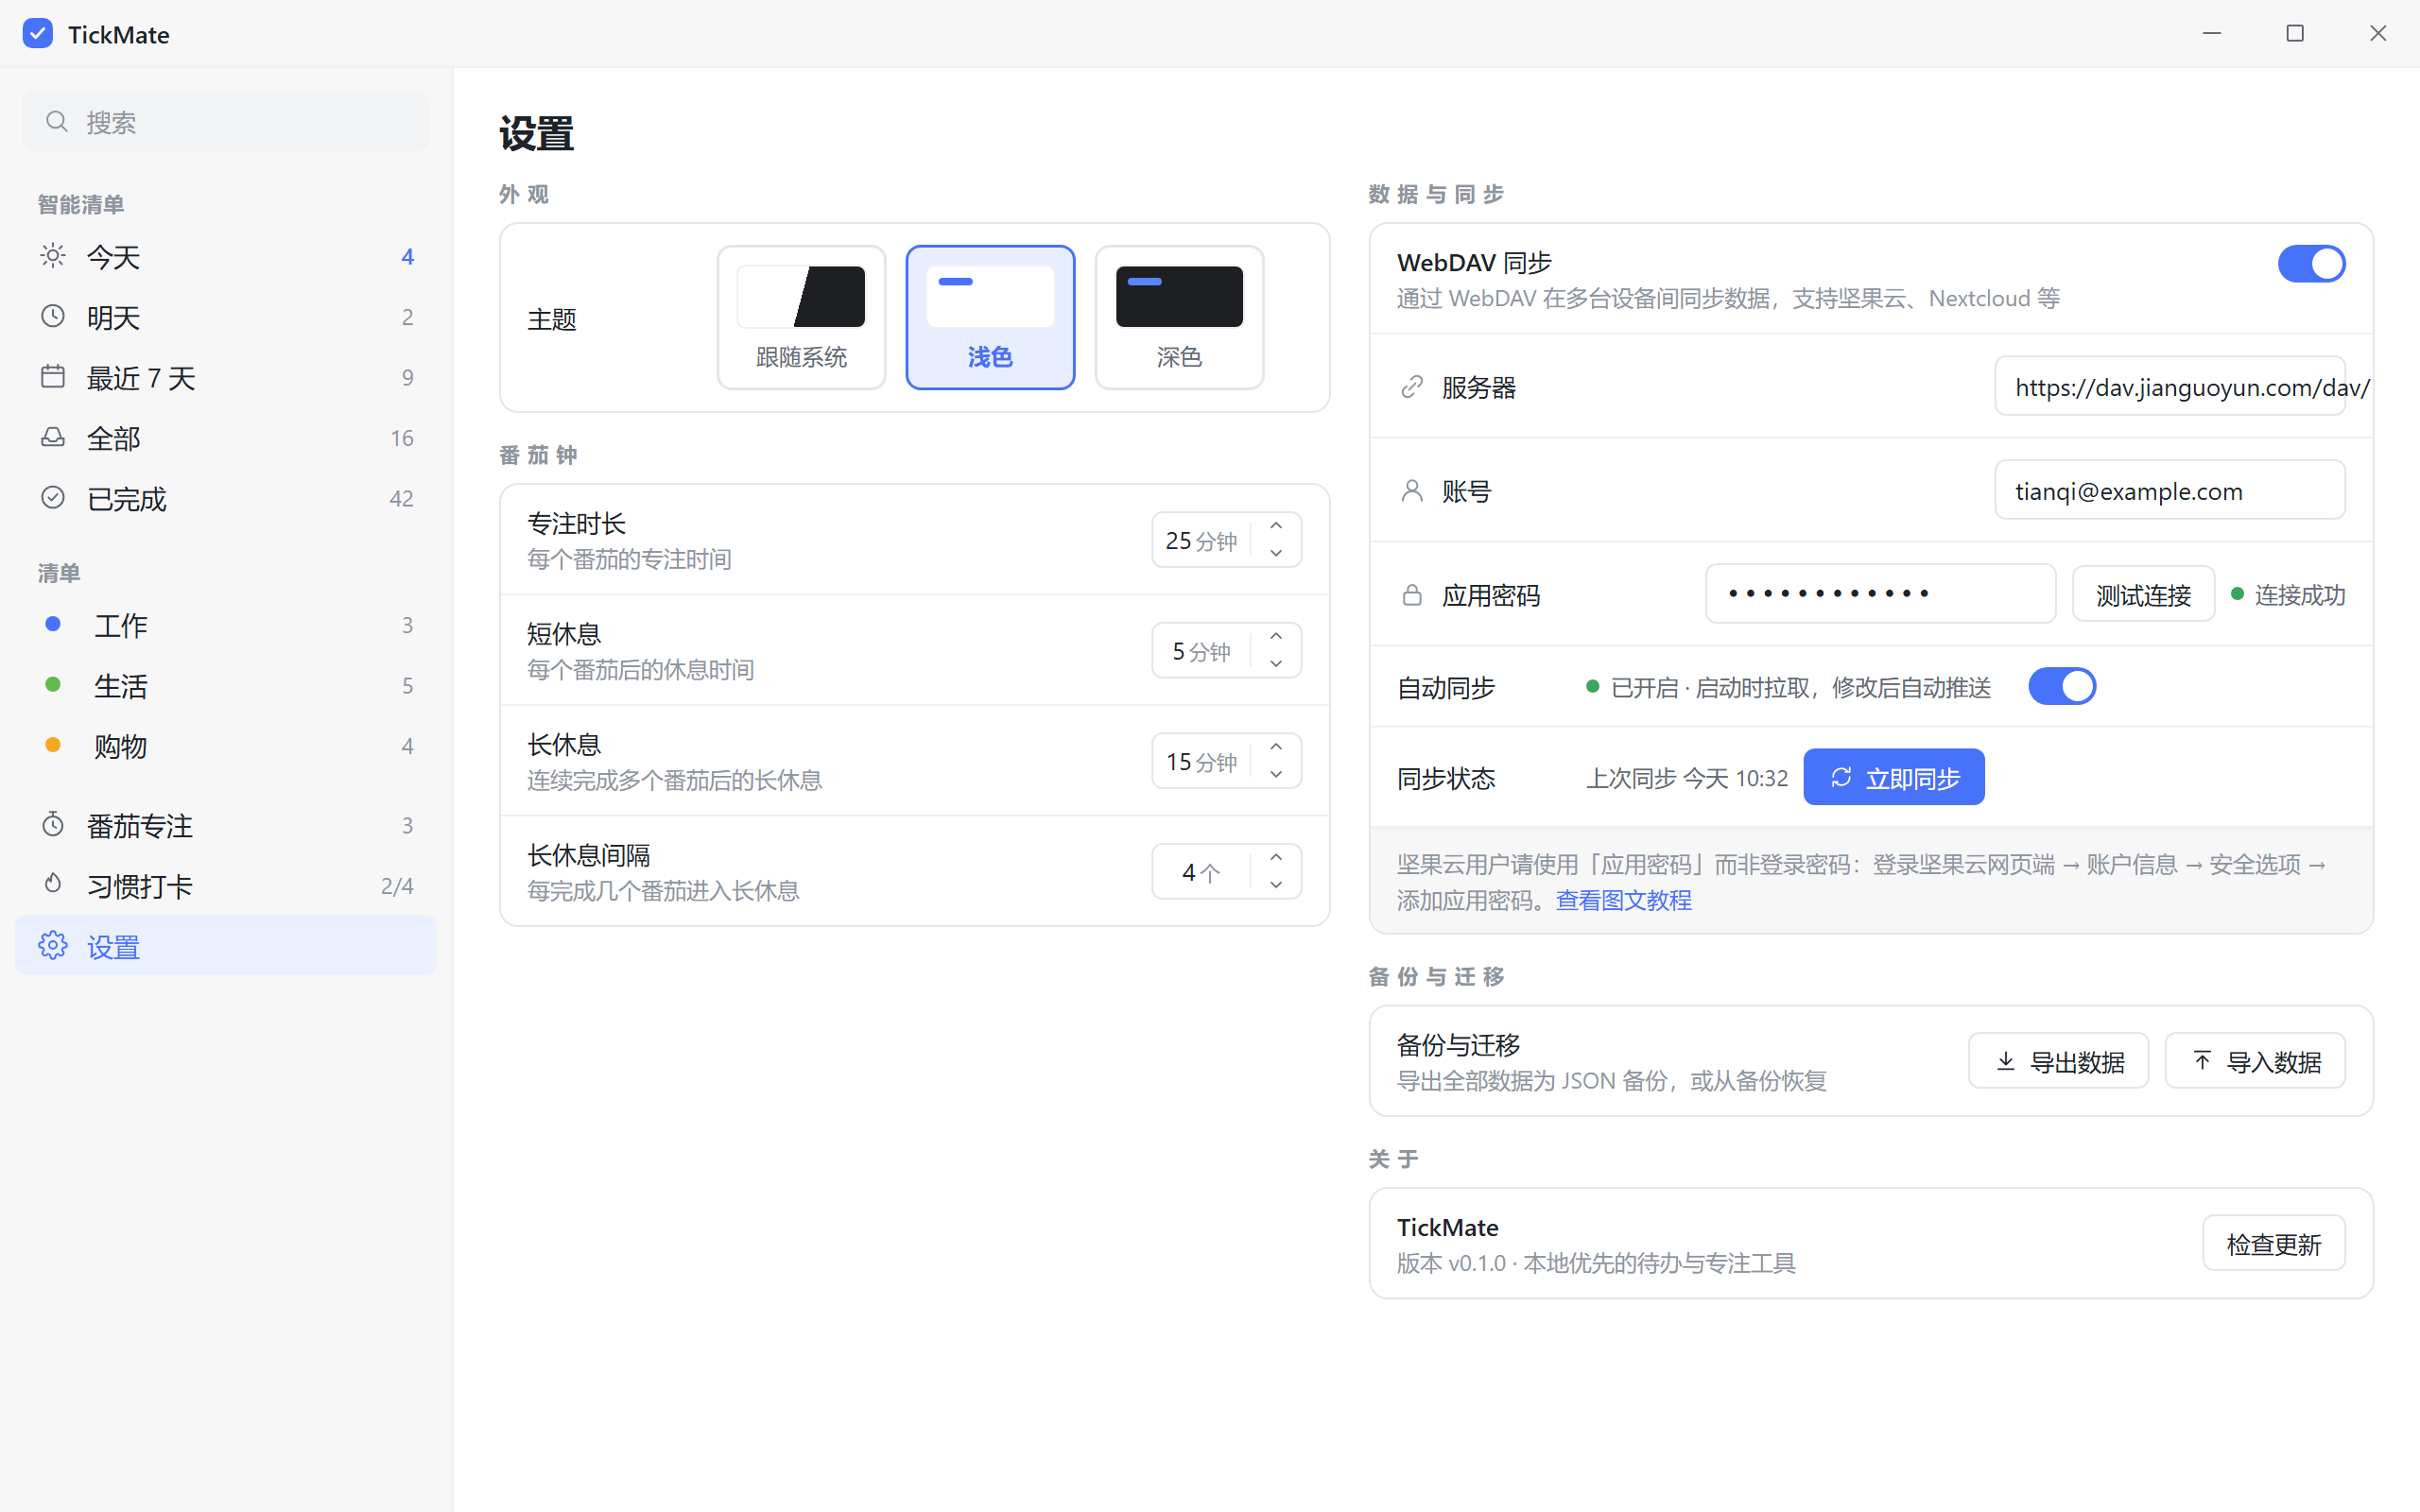 TickMate
搜索
智能清单
今天 4
明天 2
最近 7 天 9
全部 16
已完成 42
清单
工作 3
生活 5
购物 4
番茄专注 3
习惯打卡 2/4
设置
设置
外观
主题
跟随系统
浅色
深色
番茄钟
专注时长
每个番茄的专注时间
25 分钟
短休息
每个番茄后的休息时间
5 分钟
长休息
连续完成多个番茄后的长休息
15 分钟
长休息间隔
每完成几个番茄进入长休息
4 个
数据与同步
WebDAV 同步
通过 WebDAV 在多台设备间同步数据，支持坚果云、Nextcloud 等
服务器 https://dav.jianguoyun.com/dav/
账号 tianqi@example.com
应用密码 •••••••••••• 测试连接 连接成功
自动同步 已开启 · 启动时拉取，修改后自动推送
同步状态 上次同步 今天 10:32 立即同步
坚果云用户请使用「应用密码」而非登录密码：登录坚果云网页端 → 账户信息 → 安全选项 →
添加应用密码。查看图文教程
备份与迁移
备份与迁移
导出全部数据为 JSON 备份，或从备份恢复
导出数据 导入数据
关于
TickMate
版本 v0.1.0 · 本地优先的待办与专注工具
检查更新